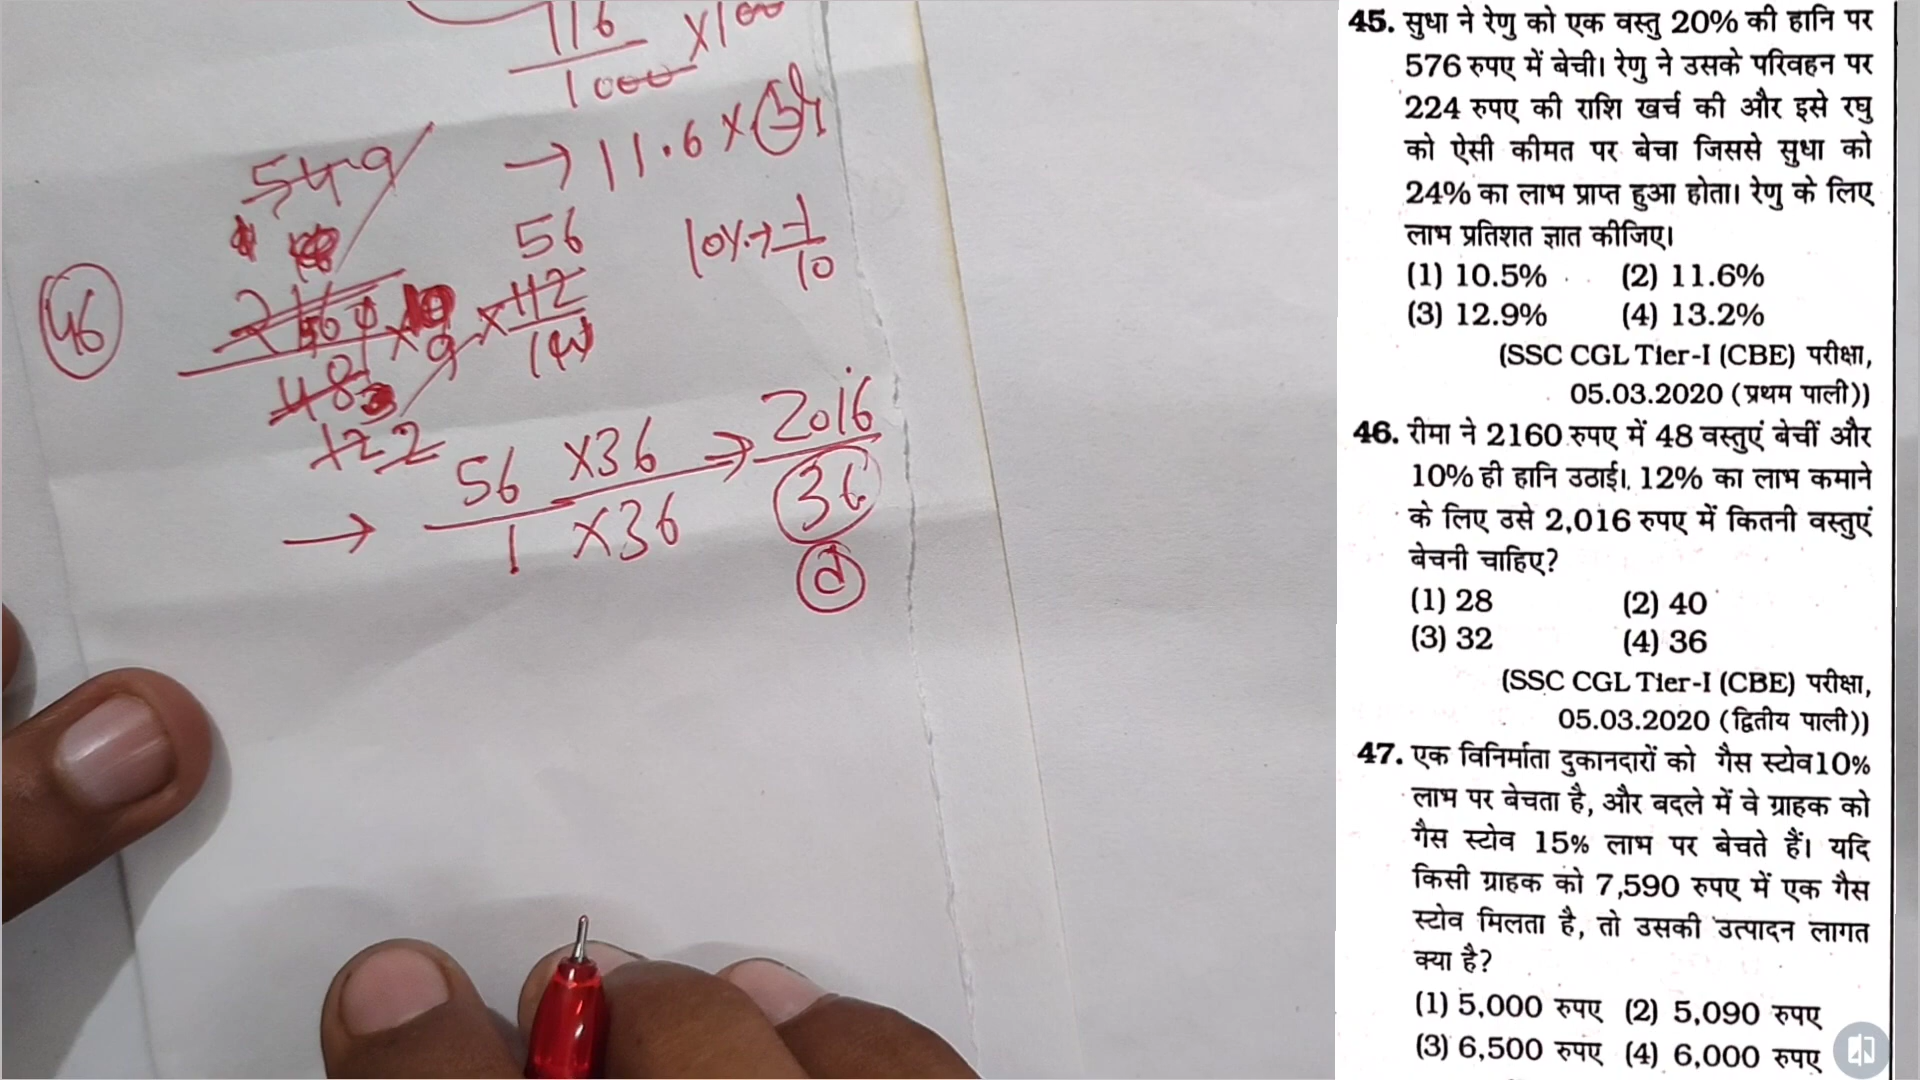 116
1000 ×100
→ 11.6 ×
549
56
10% → 1/10
46
× 9 × 112
48
122
56 ×36 → 2016
1 ×36 36
→
d
45. सुधा ने रेणु को एक वस्तु 20% की हानि पर
576 रुपए में बेची। रेणु ने उसके परिवहन पर
224 रुपए की राशि खर्च की और इसे रघु
को ऐसी कीमत पर बेचा जिससे सुधा को
24% का लाभ प्राप्त हुआ होता। रेणु के लिए
लाभ प्रतिशत ज्ञात कीजिए।
(1) 10.5% (2) 11.6%
(3) 12.9% (4) 13.2%
(SSC CGL Tier-I (CBE) परीक्षा,
05.03.2020 (प्रथम पाली))
46. रीमा ने 2160 रुपए में 48 वस्तुएं बेचीं और
10% ही हानि उठाई। 12% का लाभ कमाने
के लिए उसे 2,016 रुपए में कितनी वस्तुएं
बेचनी चाहिए?
(1) 28 (2) 40
(3) 32 (4) 36
(SSC CGL Tier-I (CBE) परीक्षा,
05.03.2020 (द्वितीय पाली))
47. एक विनिर्माता दुकानदारों को गैस स्टोव10%
लाभ पर बेचता है, और बदले में वे ग्राहक को
गैस स्टोव 15% लाभ पर बेचते हैं। यदि
किसी ग्राहक को 7,590 रुपए में एक गैस
स्टोव मिलता है, तो उसकी उत्पादन लागत
क्या है?
(1) 5,000 रुपए (2) 5,090 रुपए
(3) 6,500 रुपए (4) 6,000 रुपए